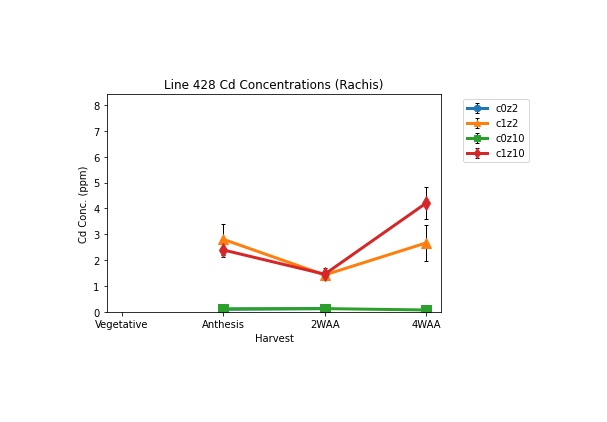 Line 428 Cd Concentrations (Rachis)
8
7
6
5
4
3
2
1
0
Cd Conc. (ppm)
Vegetative Anthesis 2WAA 4WAA
Harvest
c0z2
c1z2
c0z10
c1z10